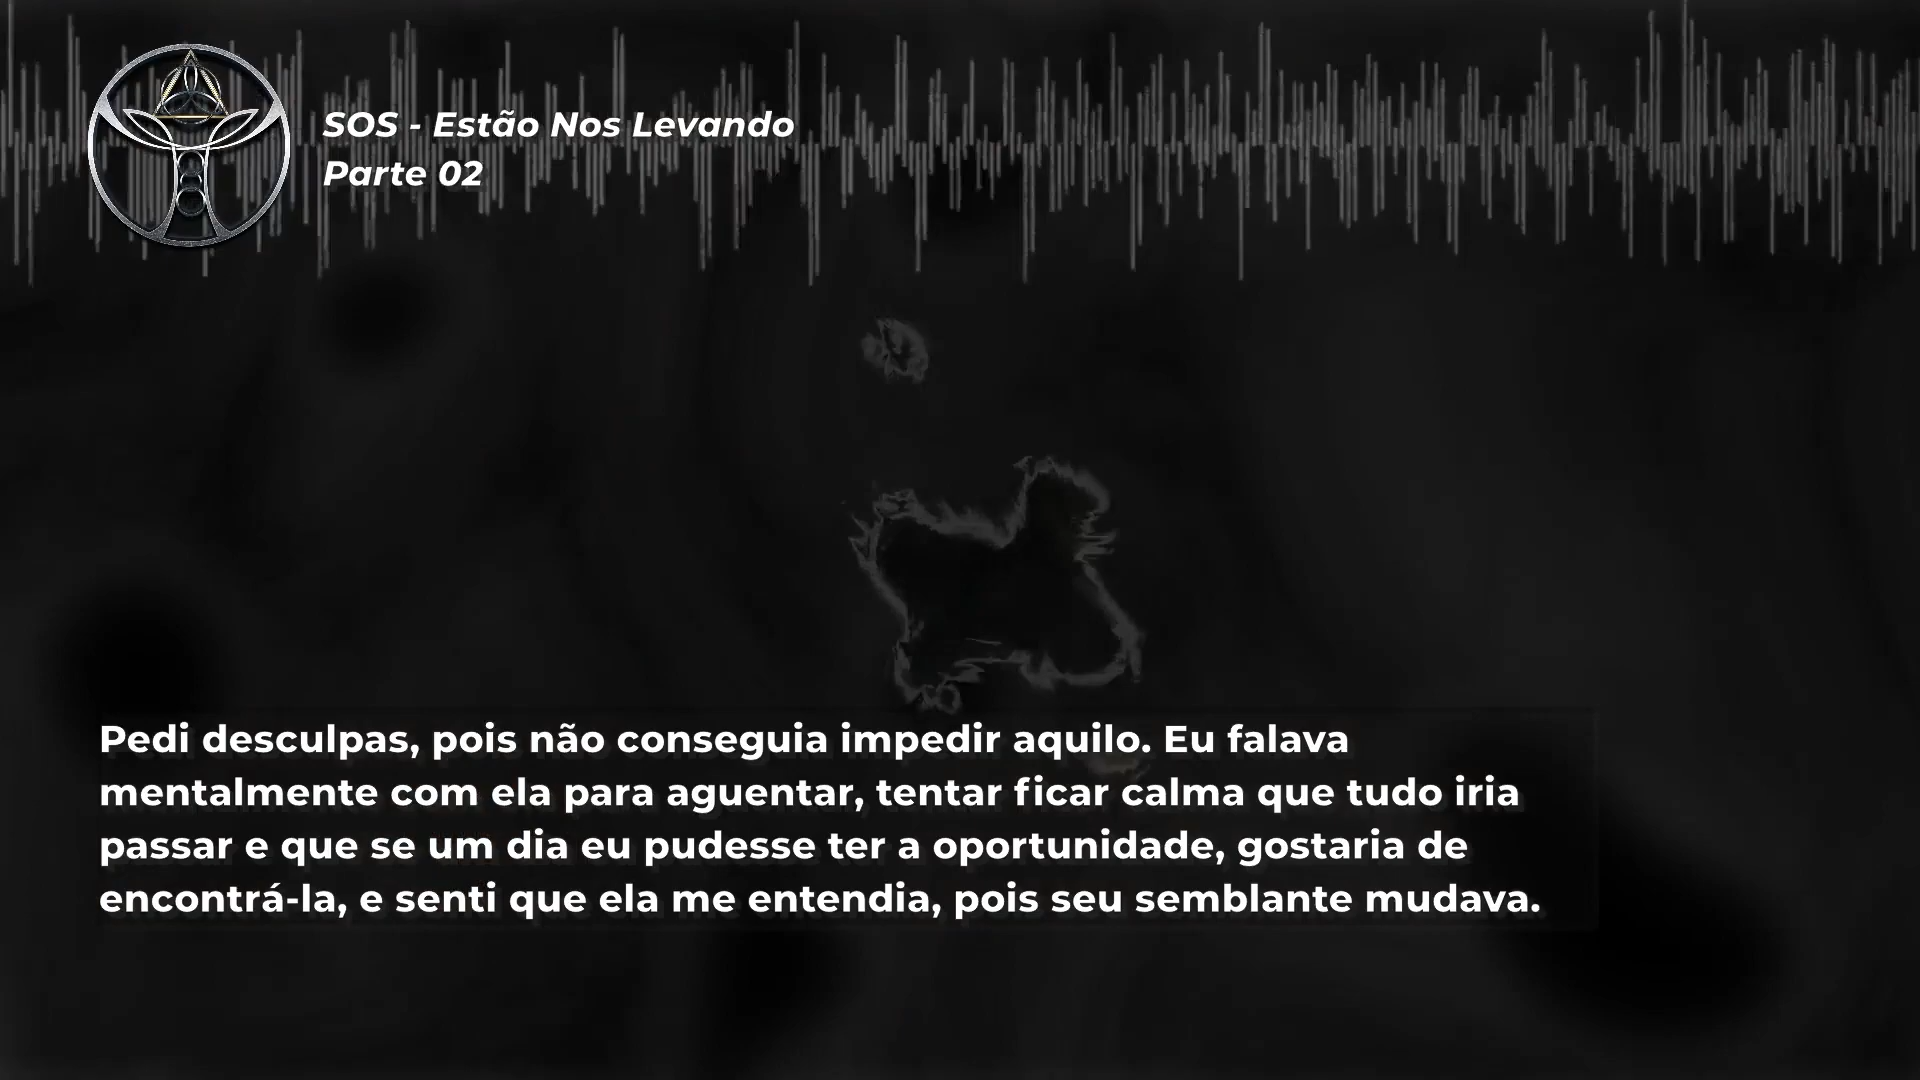 SOS - Estão Nos Levando
Parte 02
Pedi desculpas, pois não conseguia impedir aquilo. Eu falava
mentalmente com ela para aguentar, tentar ficar calma que tudo iria
passar e que se um dia eu pudesse ter a oportunidade, gostaria de
encontrá-la, e senti que ela me entendia, pois seu semblante mudava.